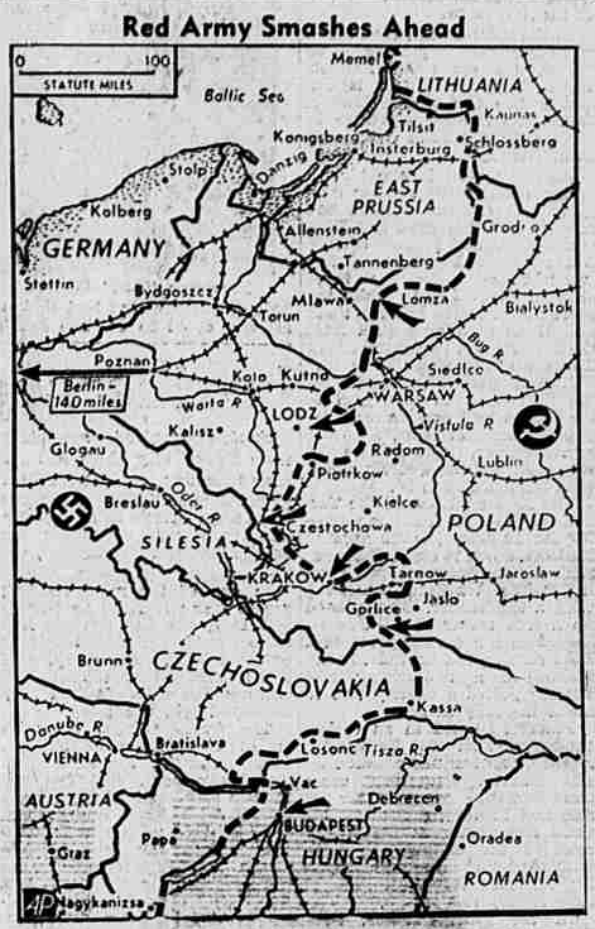 Red Army Smashes Ahead
0 100
STATUTE MILES
Memel
LITHUANIA
Baltic Sea
Tilsit
Kaunas
Konigsberg
Schlossberg
Insterburg
Danzig
Stolp
EAST
PRUSSIA
Kolberg
Grodno
GERMANY
Allenstein
Tannenberg
Stettin
Bydgoszcz
Mlawa
Lomza
Torun
Bialystok
Bug R.
Poznan
Kolo
Kutno
Siedlce
Berlin-
140 miles
WARSAW
Warta R
LODZ
Kalisz
Vistula R
Glogau
Radom
Piotrkow
Lublin
Oder R.
Breslau
Kielce
Czestochowa
POLAND
SILESIA
KRAKOW
Tarnow
Jaroslaw
Gorlice
Jaslo
Brunn
CZECHOSLOVAKIA
Kassa
Danube R
Losonc
Tisza R.
Bratislava
VIENNA
Vac
AUSTRIA
Debrecen
BUDAPEST
Papa
Oradea
Graz
HUNGARY
ROMANIA
AP
Nagykanizsa